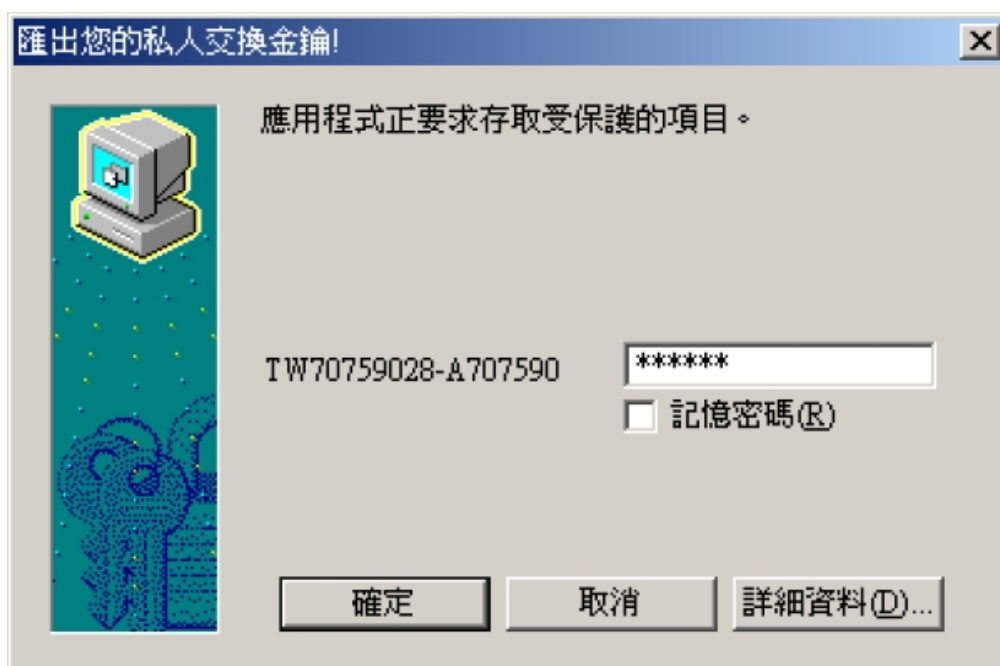 匯出您的私人交換金鑰!
應用程式正要求存取受保護的項目。
TW70759028-A707590
******
記憶密碼(R)
確定
取消
詳細資料(D)...